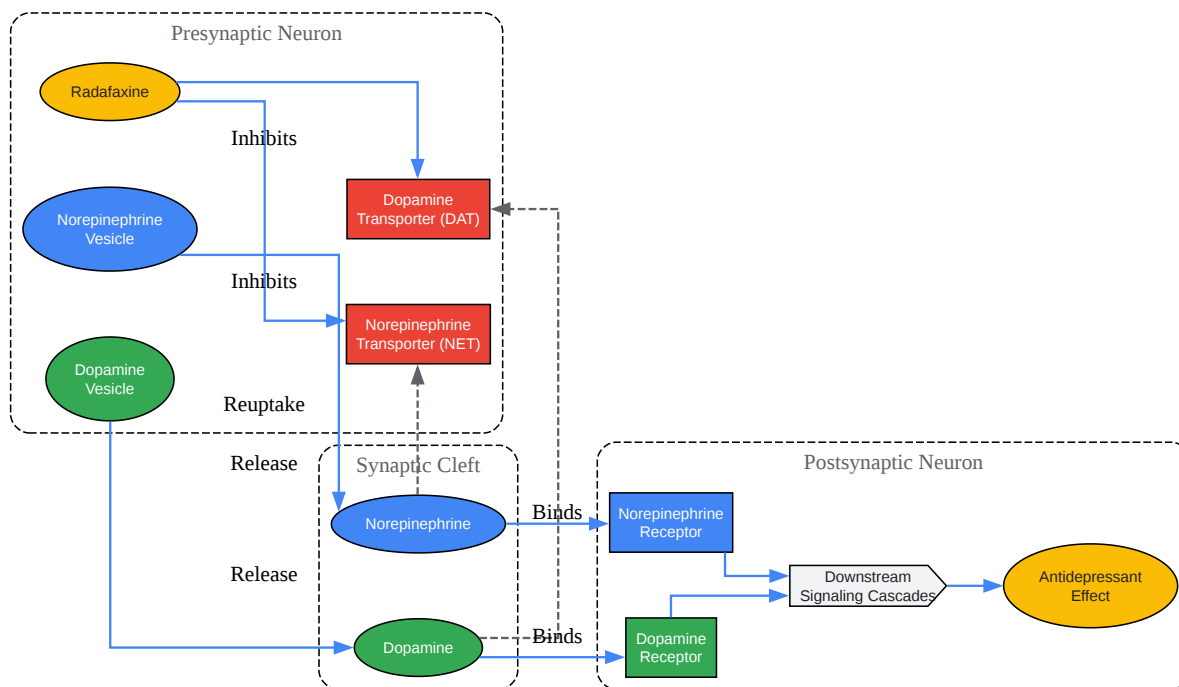 Presynaptic Neuron
Radafaxine
Inhibits
Norepinephrine
Vesicle
Dopamine
Transporter (DAT)
Inhibits
Norepinephrine
Transporter (NET)
Dopamine
Vesicle
Reuptake
Release
Synaptic Cleft
Postsynaptic Neuron
Norepinephrine
Binds
Norepinephrine
Receptor
Release
Downstream
Signaling Cascades
Antidepressant
Effect
Dopamine
Binds
Dopamine
Receptor